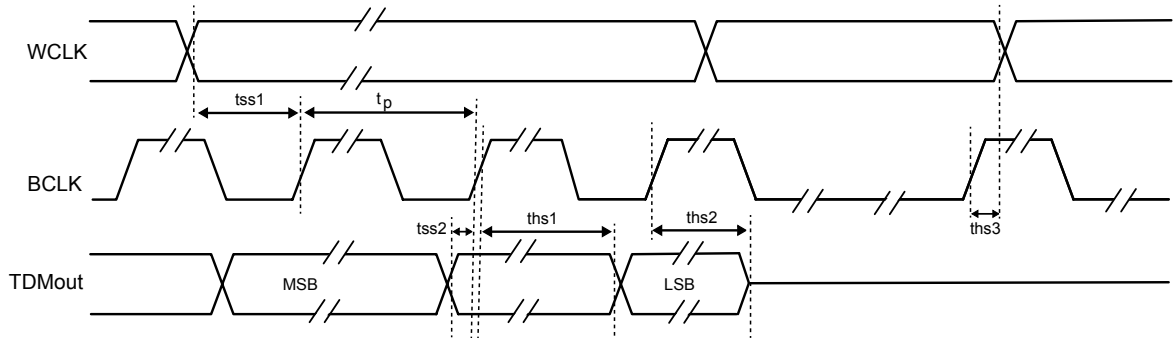 WCLK
tss1
tp
BCLK
tss2
ths1
ths2
ths3
TDMout
MSB
LSB